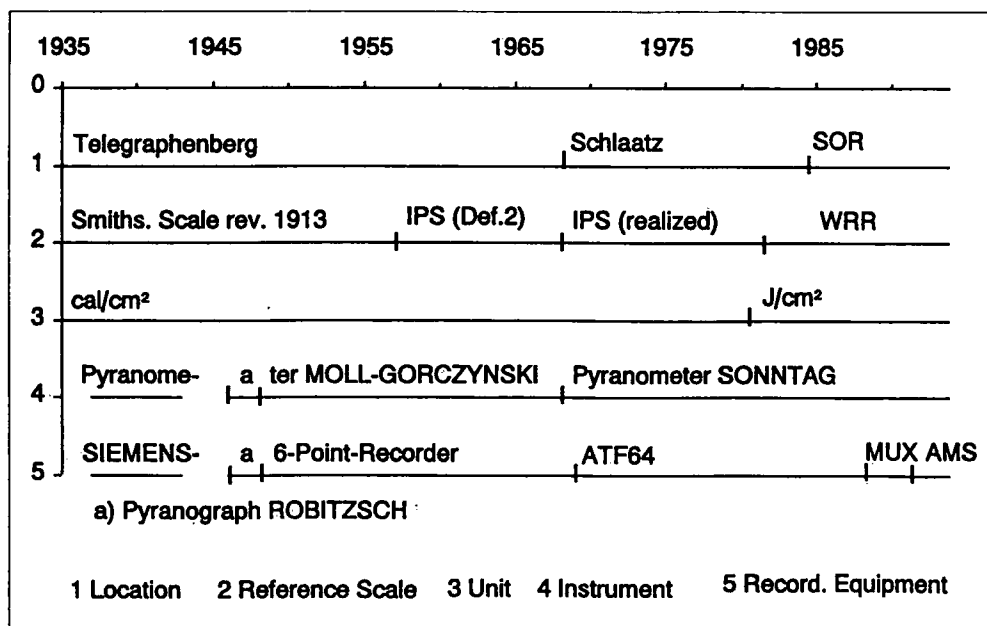 1935 1945 1955 1965 1975 1985
0
Telegraphenberg Schlaatz SOR
1
Smiths. Scale rev. 1913 IPS (Def.2) IPS (realized) WRR
2
cal/cm² J/cm²
3
Pyranome- a ter MOLL-GORCZYNSKI Pyranometer SONNTAG
4
SIEMENS- a 6-Point-Recorder ATF64 MUX AMS
5
a) Pyranograph ROBITZSCH
1 Location 2 Reference Scale 3 Unit 4 Instrument 5 Record. Equipment